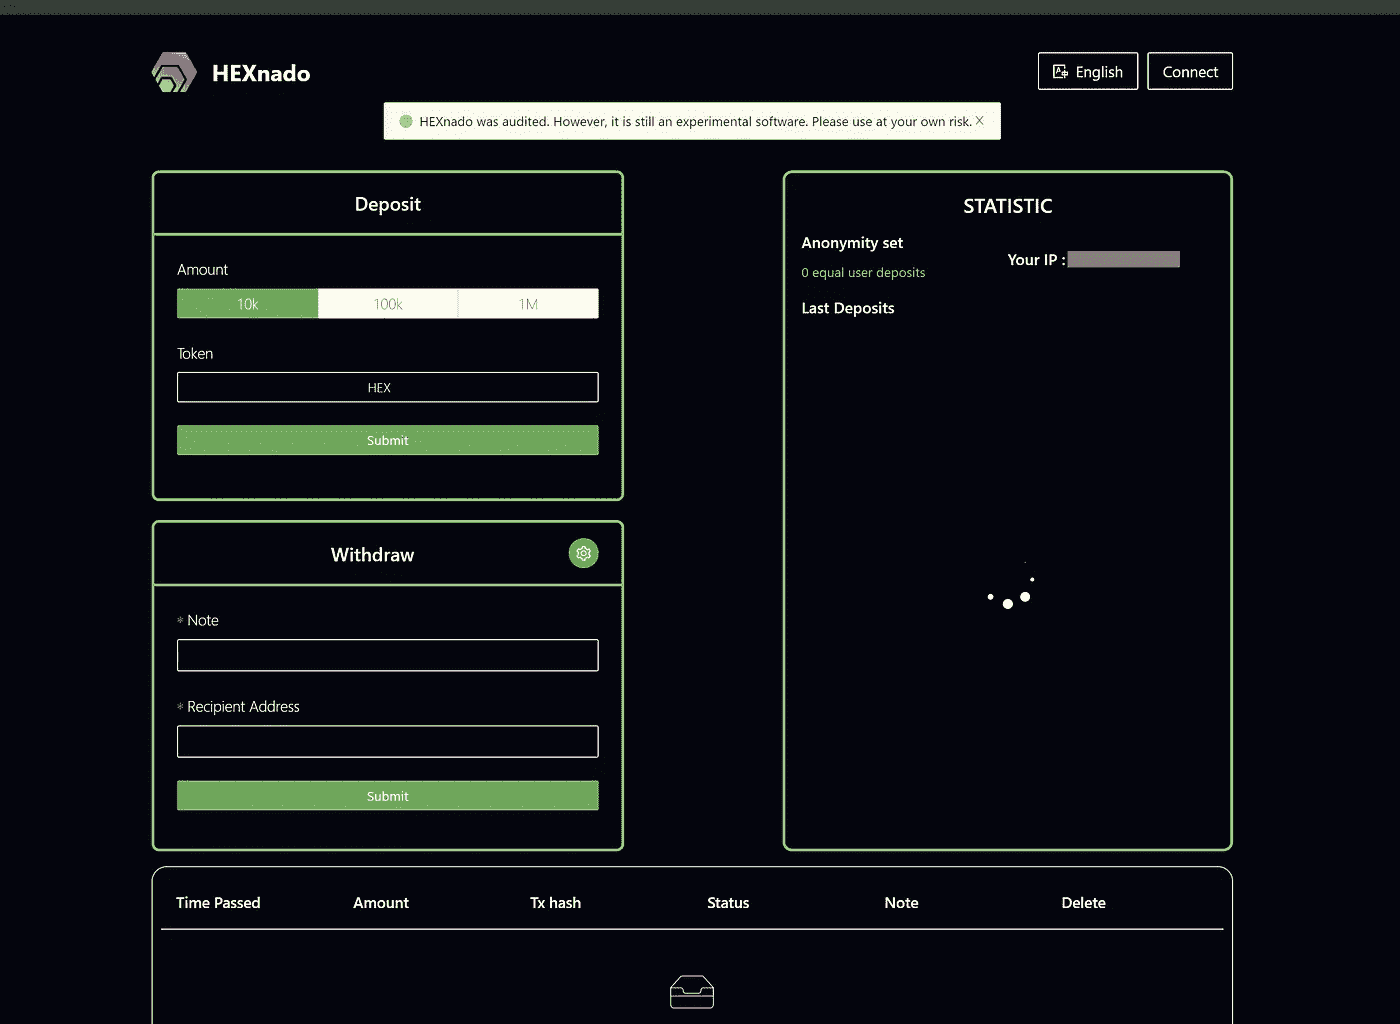 HEXnado
English
Connect
HEXnado was audited. However, it is still an experimental software. Please use at your own risk.
Deposit
Amount
10k
100k
1M
Token
HEX
Submit
Withdraw
* Note
* Recipient Address
Submit
STATISTIC
Anonymity set
0 equal user deposits
Your IP :
Last Deposits
Time Passed
Amount
Tx hash
Status
Note
Delete